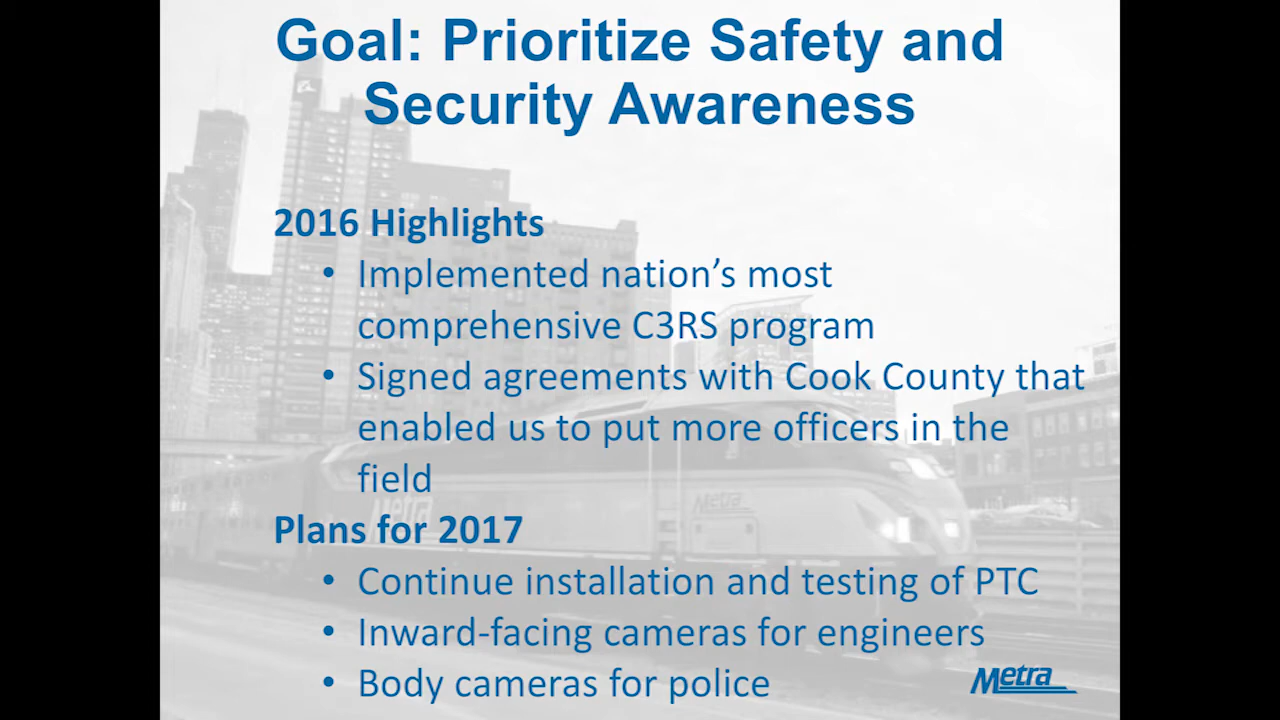 Goal: Prioritize Safety and
Security Awareness
2016 Highlights
• Implemented nation’s most
comprehensive C3RS program
• Signed agreements with Cook County that
enabled us to put more officers in the
field
Plans for 2017
• Continue installation and testing of PTC
• Inward-facing cameras for engineers
• Body cameras for police
Metra
Metra
Metra